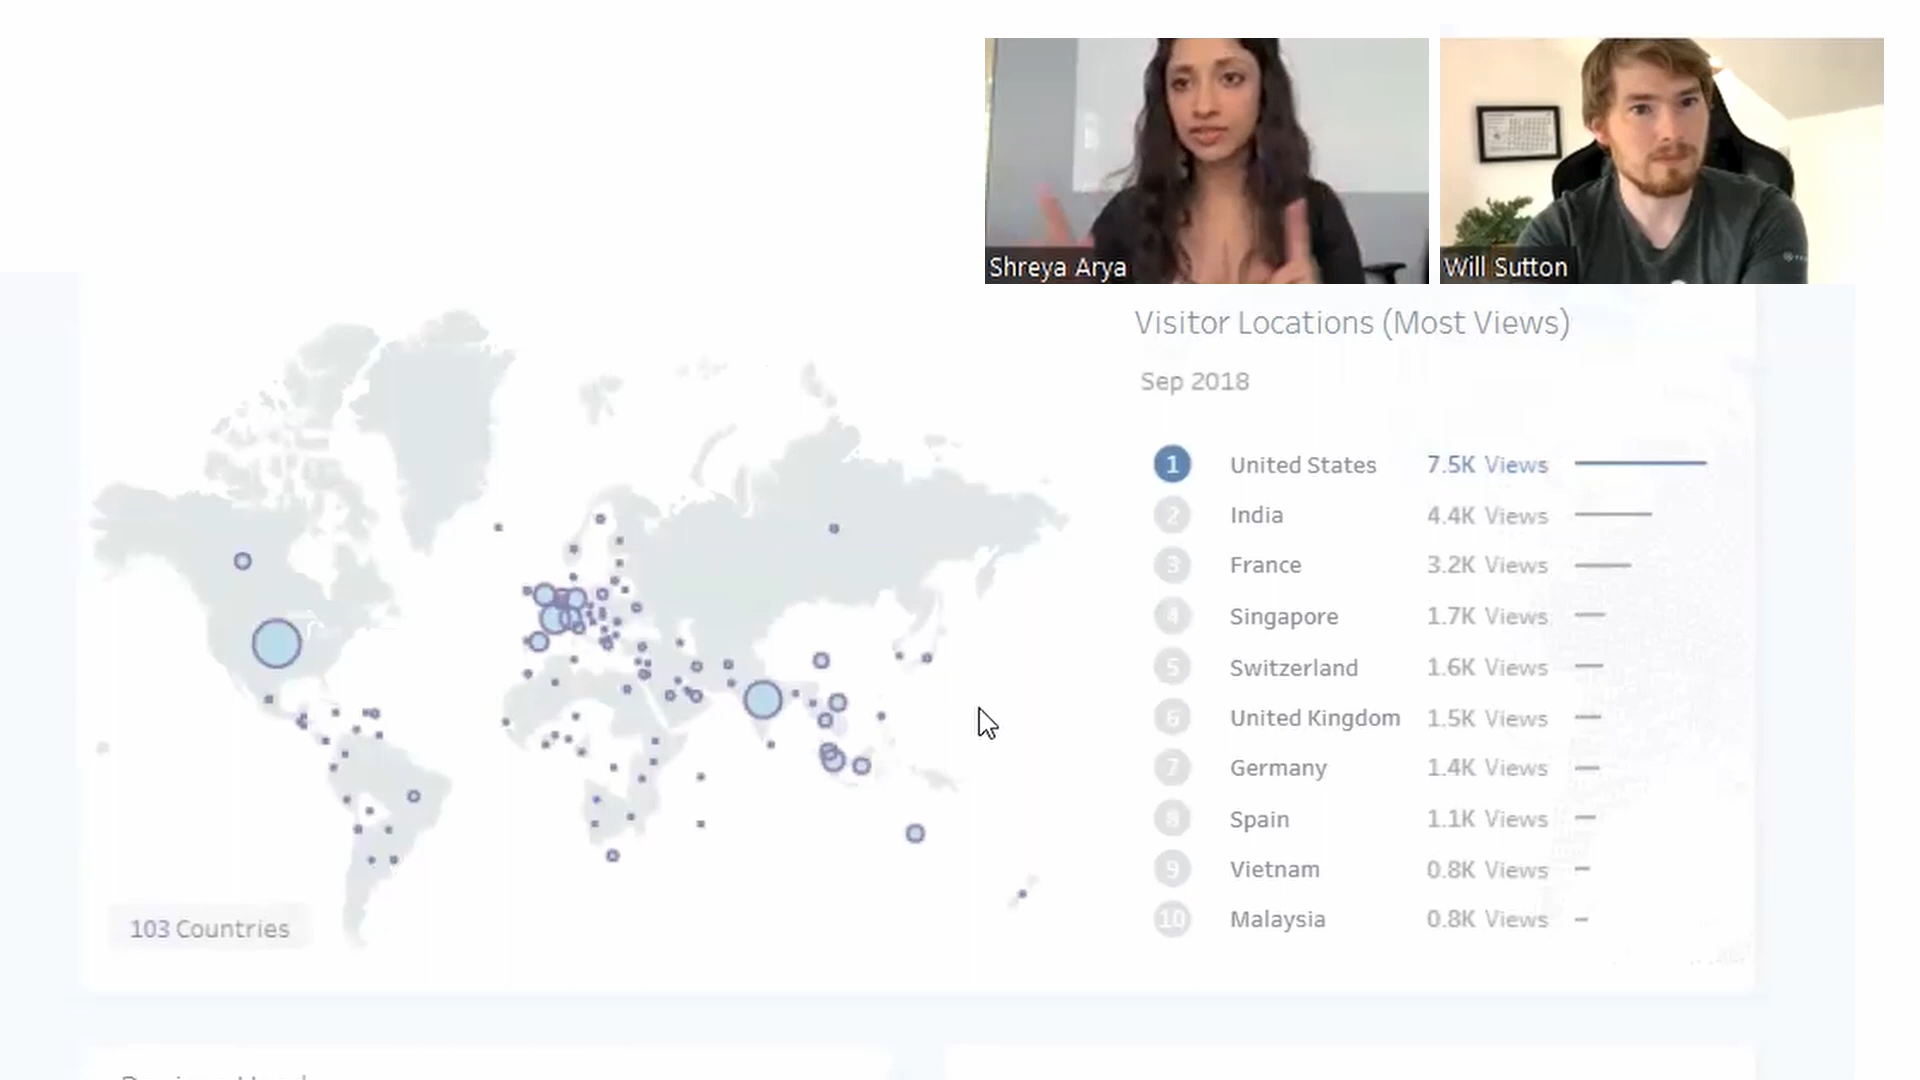 Shreya Arya
Will Sutton
Visitor Locations (Most Views)
Sep 2018
1 United States 7.5K Views
2 India 4.4K Views
3 France 3.2K Views
4 Singapore 1.7K Views
5 Switzerland 1.6K Views
6 United Kingdom 1.5K Views
7 Germany 1.4K Views
8 Spain 1.1K Views
9 Vietnam 0.8K Views
10 Malaysia 0.8K Views
103 Countries